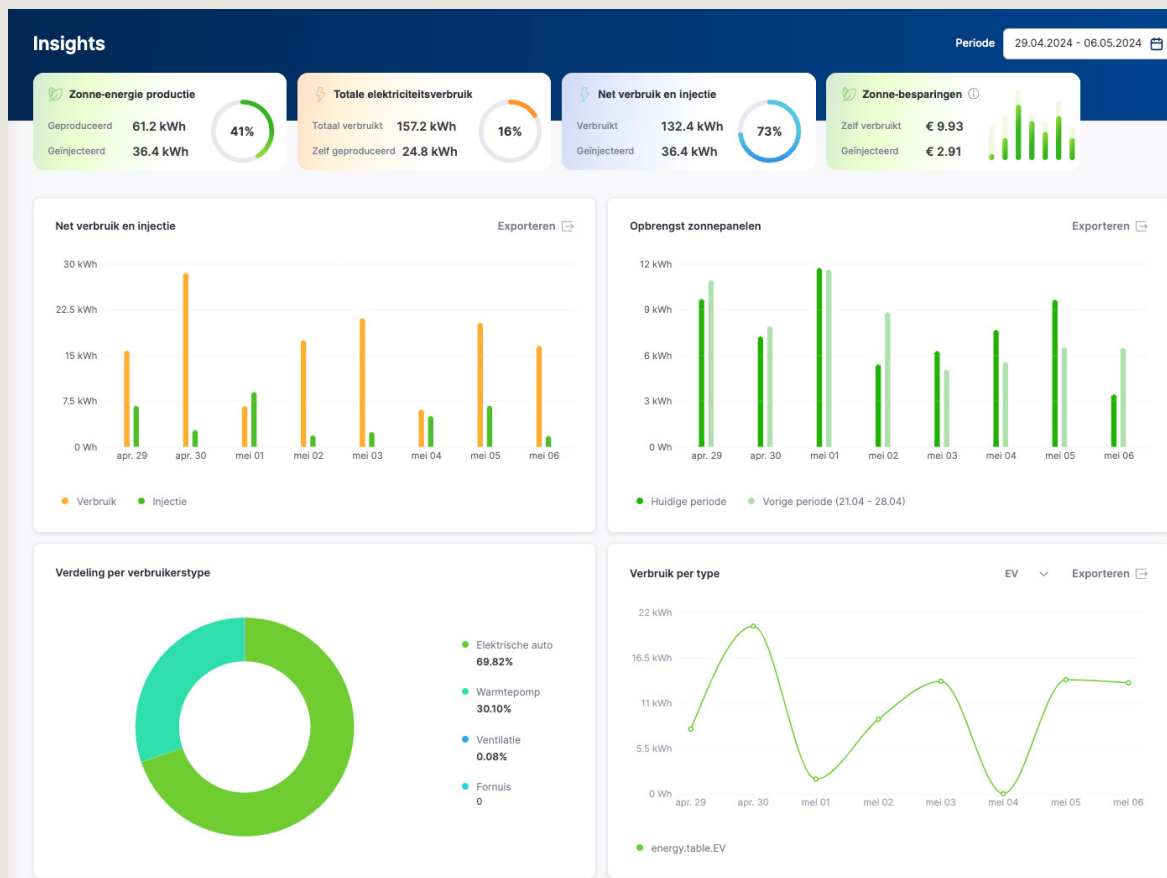 Insights
Periode 29.04.2024 - 06.05.2024
Zonne-energie productie
Geproduceerd 61.2 kWh
Geïnjecteerd 36.4 kWh
41%
Totale elektriciteitsverbruik
Totaal verbruikt 157.2 kWh
Zelf geproduceerd 24.8 kWh
16%
Net verbruik en injectie
Verbruikt 132.4 kWh
Geïnjecteerd 36.4 kWh
73%
Zonne-besparingen
Zelf verbruikt € 9.93
Geïnjecteerd € 2.91
Net verbruik en injectie Exporteren
30 kWh
22.5 kWh
15 kWh
7.5 kWh
0 Wh
apr. 29 apr. 30 mei 01 mei 02 mei 03 mei 04 mei 05 mei 06
Verbruik Injectie
Opbrengst zonnepanelen Exporteren
12 kWh
9 kWh
6 kWh
3 kWh
0 Wh
apr. 29 apr. 30 mei 01 mei 02 mei 03 mei 04 mei 05 mei 06
Huidige periode Vorige periode (21.04 - 28.04)
Verdeling per verbruikerstype
Elektrische auto
69.82%
Warmtepomp
30.10%
Ventilatie
0.08%
Fornuis
0
Verbruik per type EV Exporteren
22 kWh
16.5 kWh
11 kWh
5.5 kWh
0 Wh
apr. 29 apr. 30 mei 01 mei 02 mei 03 mei 04 mei 05 mei 06
energy.table.EV